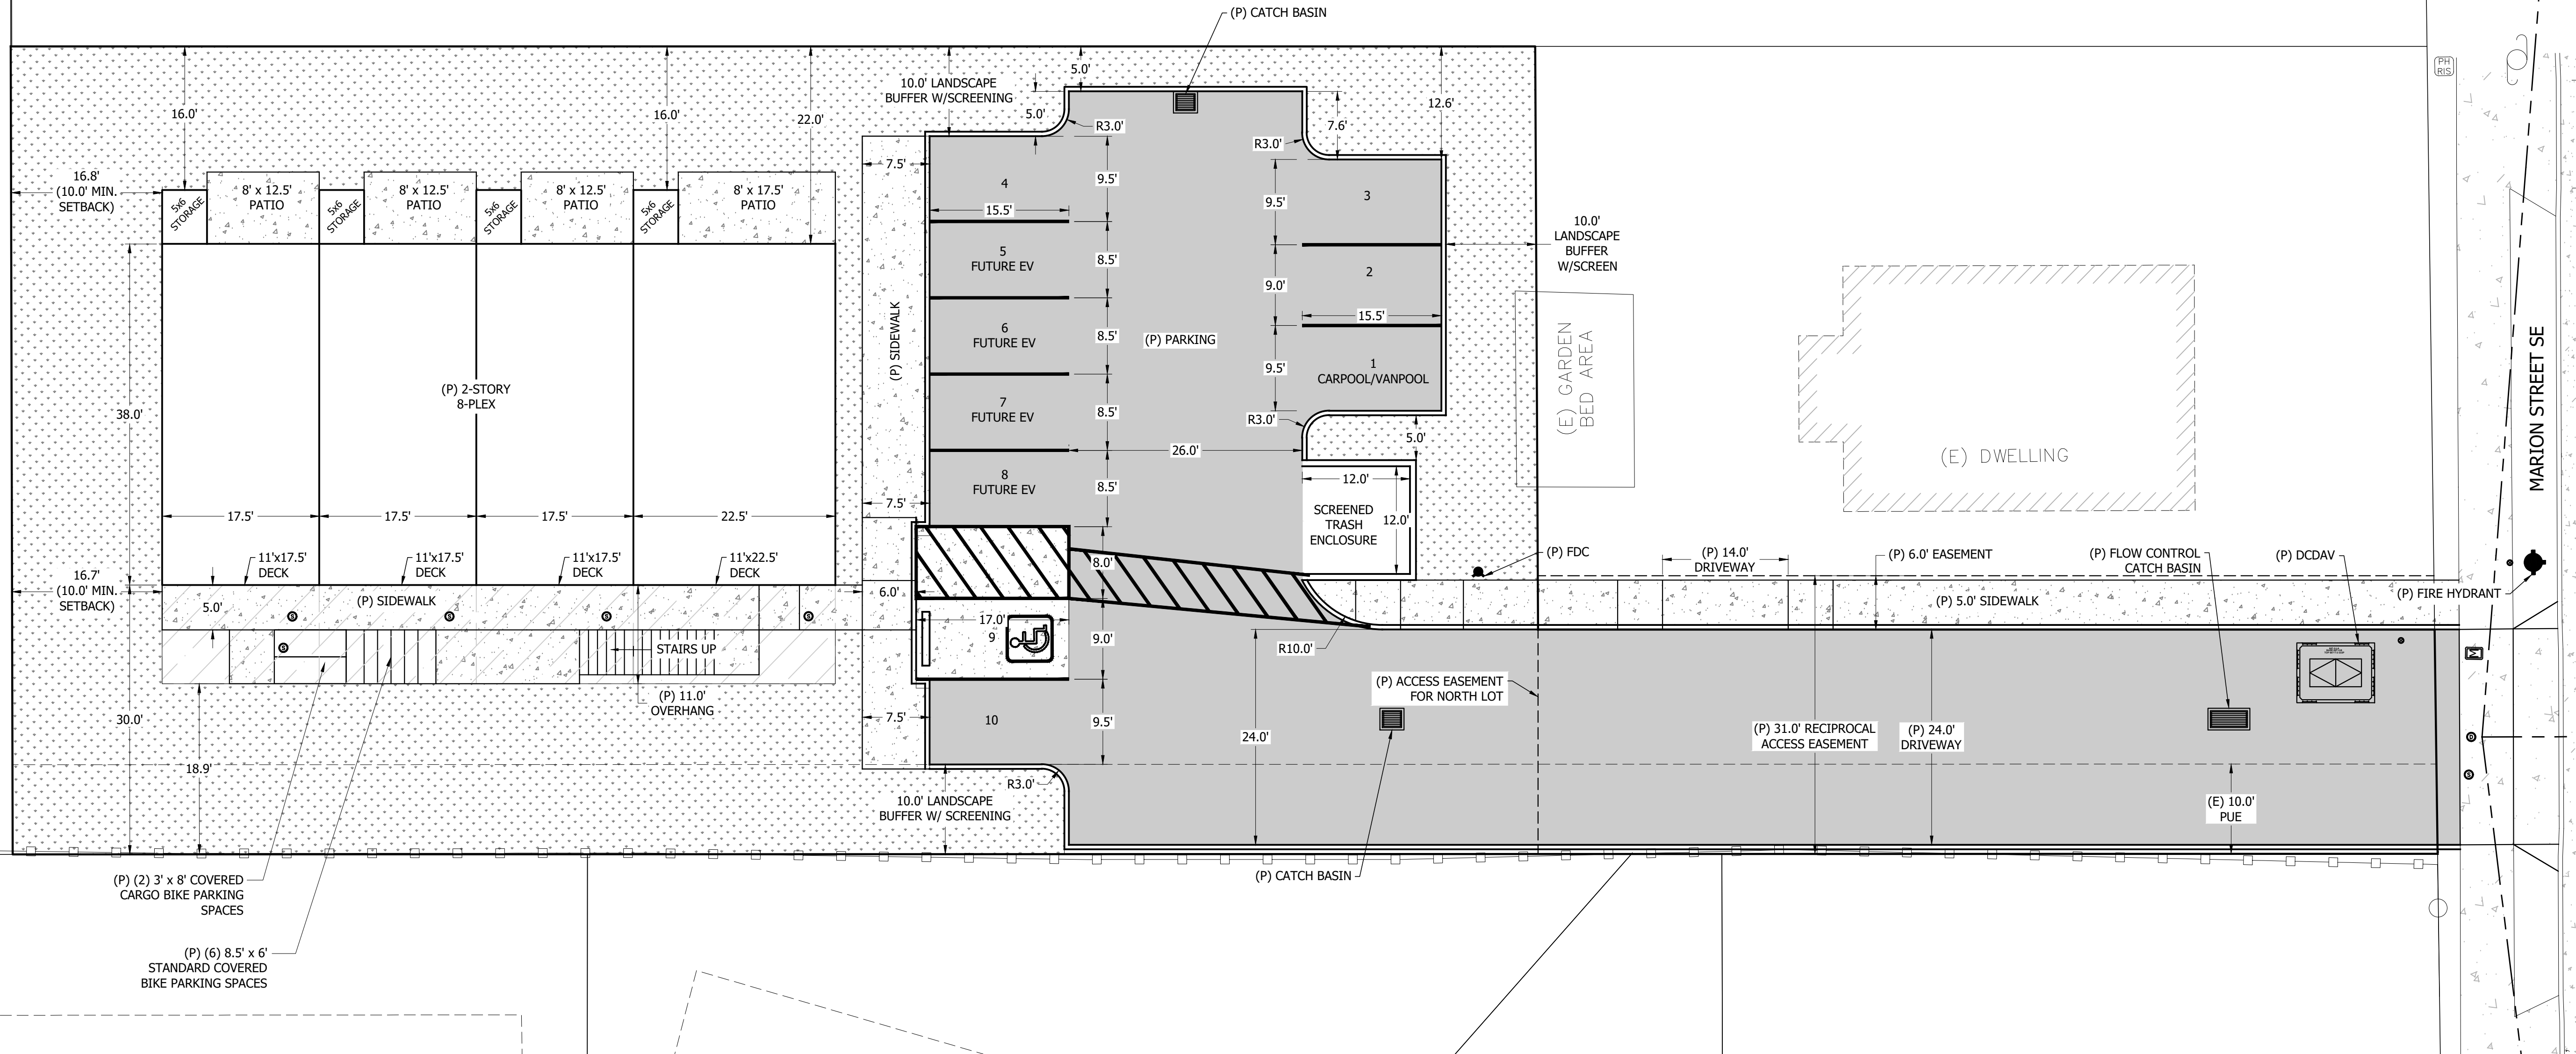 (P) CATCH BASIN
5.0'
10.0' LANDSCAPE
BUFFER W/SCREENING
PH
RIS
16.0'
16.0'
22.0'
5.0'
R3.0'
7.6'
12.6'
R3.0'
16.8'
(10.0' MIN.
SETBACK)
5x6
STORAGE
8' x 12.5'
PATIO
5x6
STORAGE
8' x 12.5'
PATIO
5x6
STORAGE
8' x 12.5'
PATIO
5x6
STORAGE
8' x 17.5'
PATIO
7.5'
4
15.5'
9.5'
3
9.5'
10.0'
LANDSCAPE
BUFFER
W/SCREEN
5
FUTURE EV
8.5'
2
9.0'
15.5'
6
FUTURE EV
8.5'
(P) PARKING
(P) SIDEWALK
1
CARPOOL/VANPOOL
9.5'
(E) GARDEN
BED AREA
MARION STREET SE
(P) 2-STORY
8-PLEX
38.0'
7
FUTURE EV
8.5'
R3.0'
5.0'
26.0'
(E) DWELLING
8
FUTURE EV
8.5'
7.5'
12.0'
SCREENED
TRASH
ENCLOSURE
12.0'
17.5'
17.5'
17.5'
22.5'
11'x17.5'
DECK
11'x17.5'
DECK
11'x17.5'
DECK
11'x22.5'
DECK
8.0'
(P) FDC
(P) 14.0'
DRIVEWAY
(P) 6.0' EASEMENT
(P) FLOW CONTROL
CATCH BASIN
(P) DCDAV
(P) FIRE HYDRANT
16.7'
(10.0' MIN.
SETBACK)
5.0'
(P) SIDEWALK
S
S
S
S
S
6.0'
17.0'
9
9.0'
(P) 5.0' SIDEWALK
R10.0'
STAIRS UP
(P) 11.0'
OVERHANG
M
(P) ACCESS EASEMENT
FOR NORTH LOT
30.0'
18.9'
7.5'
10
9.5'
24.0'
(P) 31.0' RECIPROCAL
ACCESS EASEMENT
(P) 24.0'
DRIVEWAY
D
S
R3.0'
10.0' LANDSCAPE
BUFFER W/ SCREENING
(E) 10.0'
PUE
(P) CATCH BASIN
(P) (2) 3' x 8' COVERED
CARGO BIKE PARKING
SPACES
(P) (6) 8.5' x 6'
STANDARD COVERED
BIKE PARKING SPACES